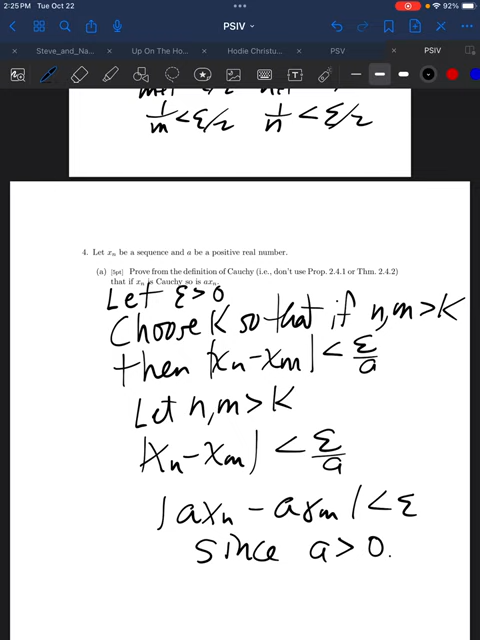 2:25 PM Tue Oct 22
92%
PSIV
Steve_and_Na... Up On The Ho... Hodie Christu... PSV PSIV
1/m < ε/2 1/n < ε/2
4. Let xₙ be a sequence and a be a positive real number.
(a) [5pt] Prove from the definition of Cauchy (i.e., don't use Prop. 2.4.1 or Thm. 2.4.2)
that if xₙ is Cauchy so is axₙ.
Let ε > 0
Choose K so that if n, m > K
then |xₙ - xₘ| < ε/a
Let n, m > K
|xₙ - xₘ| < ε/a
|axₙ - axₘ| < ε
since a > 0.